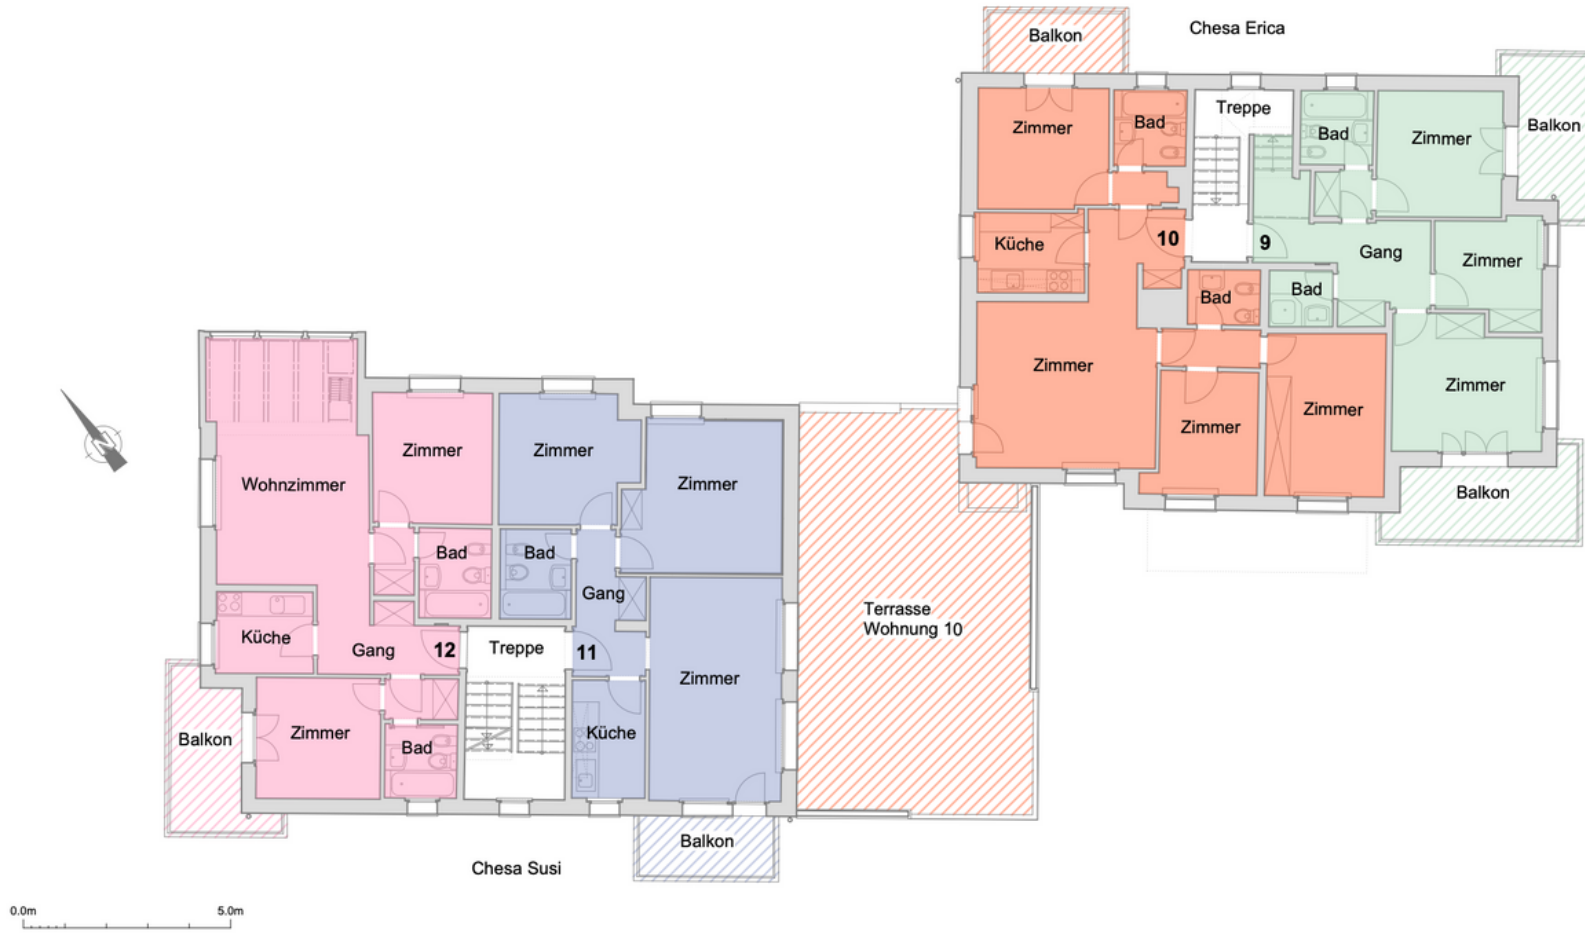 Chesa Erica
Balkon
Zimmer
Bad
Treppe
Bad
Zimmer
Balkon
Küche
10
9
Gang
Zimmer
Bad
Bad
Zimmer
Zimmer
Zimmer
Zimmer
Balkon
Terrasse
Wohnung 10
Wohnzimmer
Zimmer
Zimmer
Zimmer
Bad
Bad
Gang
Küche
Gang
12
Treppe
11
Zimmer
Balkon
Zimmer
Bad
Küche
Balkon
Chesa Susi
N
0.0m
5.0m